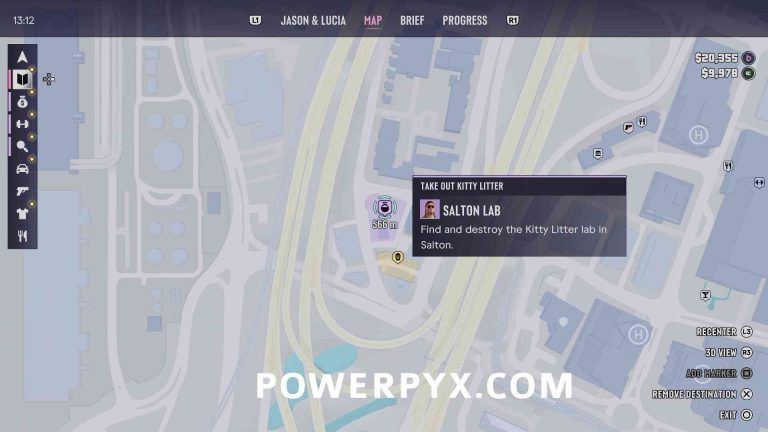 13:12
L1
JASON & LUCIA
MAP
BRIEF
PROGRESS
R1
$20,355
$9,978
TAKE OUT KITTY LITTER
SALTON LAB
Find and destroy the Kitty Litter lab in
Salton.
566 m
H
H
H
RECENTER L3
3D VIEW R3
ADD MARKER
REMOVE DESTINATION
EXIT
POWERPYX.COM